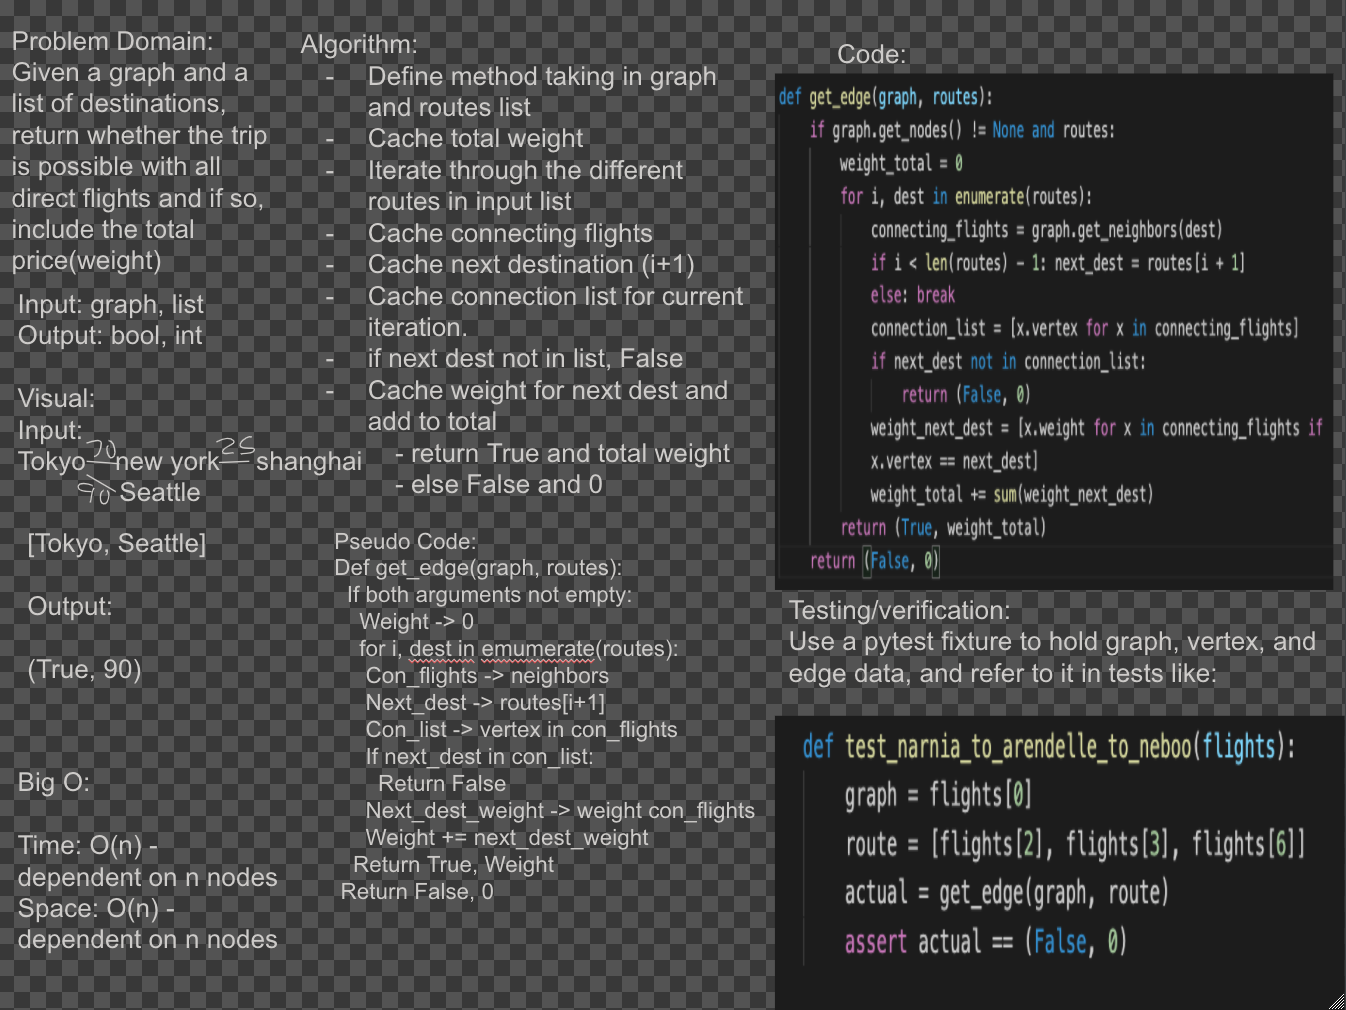 Problem Domain:
Given a graph and a
list of destinations,
return whether the trip
is possible with all
direct flights and if so,
include the total
price(weight)
Input: graph, list
Output: bool, int
Visual:
Input:
70 25
Tokyo new york shanghai
90 Seattle
[Tokyo, Seattle]
Output:
(True, 90)
Big O:
Time: O(n) -
dependent on n nodes
Space: O(n) -
dependent on n nodes
Algorithm:
- Define method taking in graph
and routes list
- Cache total weight
- Iterate through the different
routes in input list
- Cache connecting flights
- Cache next destination (i+1)
- Cache connection list for current
iteration.
- if next dest not in list, False
- Cache weight for next dest and
add to total
- return True and total weight
- else False and 0
Pseudo Code:
Def get_edge(graph, routes):
If both arguments not empty:
Weight -> 0
for i, dest in emumerate(routes):
Con_flights -> neighbors
Next_dest -> routes[i+1]
Con_list -> vertex in con_flights
If next_dest in con_list:
Return False
Next_dest_weight -> weight con_flights
Weight += next_dest_weight
Return True, Weight
Return False, 0
Code:
def get_edge(graph, routes):
if graph.get_nodes() != None and routes:
weight_total = 0
for i, dest in enumerate(routes):
connecting_flights = graph.get_neighbors(dest)
if i < len(routes) - 1: next_dest = routes[i + 1]
else: break
connection_list = [x.vertex for x in connecting_flights]
if next_dest not in connection_list:
return (False, 0)
weight_next_dest = [x.weight for x in connecting_flights if
x.vertex == next_dest]
weight_total += sum(weight_next_dest)
return (True, weight_total)
return (False, 0)
Testing/verification:
Use a pytest fixture to hold graph, vertex, and
edge data, and refer to it in tests like:
def test_narnia_to_arendelle_to_neboo(flights):
graph = flights[0]
route = [flights[2], flights[3], flights[6]]
actual = get_edge(graph, route)
assert actual == (False, 0)